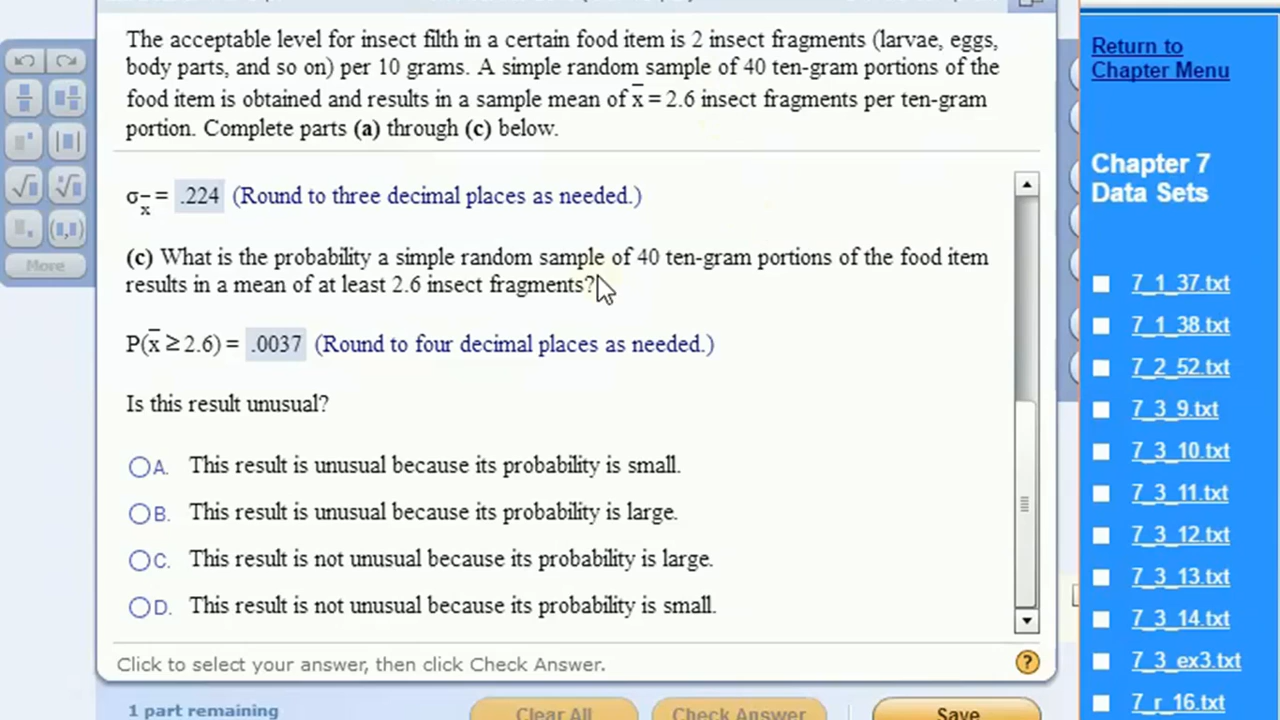 The acceptable level for insect filth in a certain food item is 2 insect fragments (larvae, eggs,
body parts, and so on) per 10 grams. A simple random sample of 40 ten-gram portions of the
food item is obtained and results in a sample mean of x̅ = 2.6 insect fragments per ten-gram
portion. Complete parts (a) through (c) below.
σx̅ = .224 (Round to three decimal places as needed.)
(c) What is the probability a simple random sample of 40 ten-gram portions of the food item
results in a mean of at least 2.6 insect fragments?
P(x̅ ≥ 2.6) = .0037 (Round to four decimal places as needed.)
Is this result unusual?
A. This result is unusual because its probability is small.
B. This result is unusual because its probability is large.
C. This result is not unusual because its probability is large.
D. This result is not unusual because its probability is small.
Click to select your answer, then click Check Answer.
?
1 part remaining
Clear All
Check Answer
Save
More
Return to
Chapter Menu
Chapter 7
Data Sets
7_1_37.txt
7_1_38.txt
7_2_52.txt
7_3_9.txt
7_3_10.txt
7_3_11.txt
7_3_12.txt
7_3_13.txt
7_3_14.txt
7_3_ex3.txt
7_r_16.txt